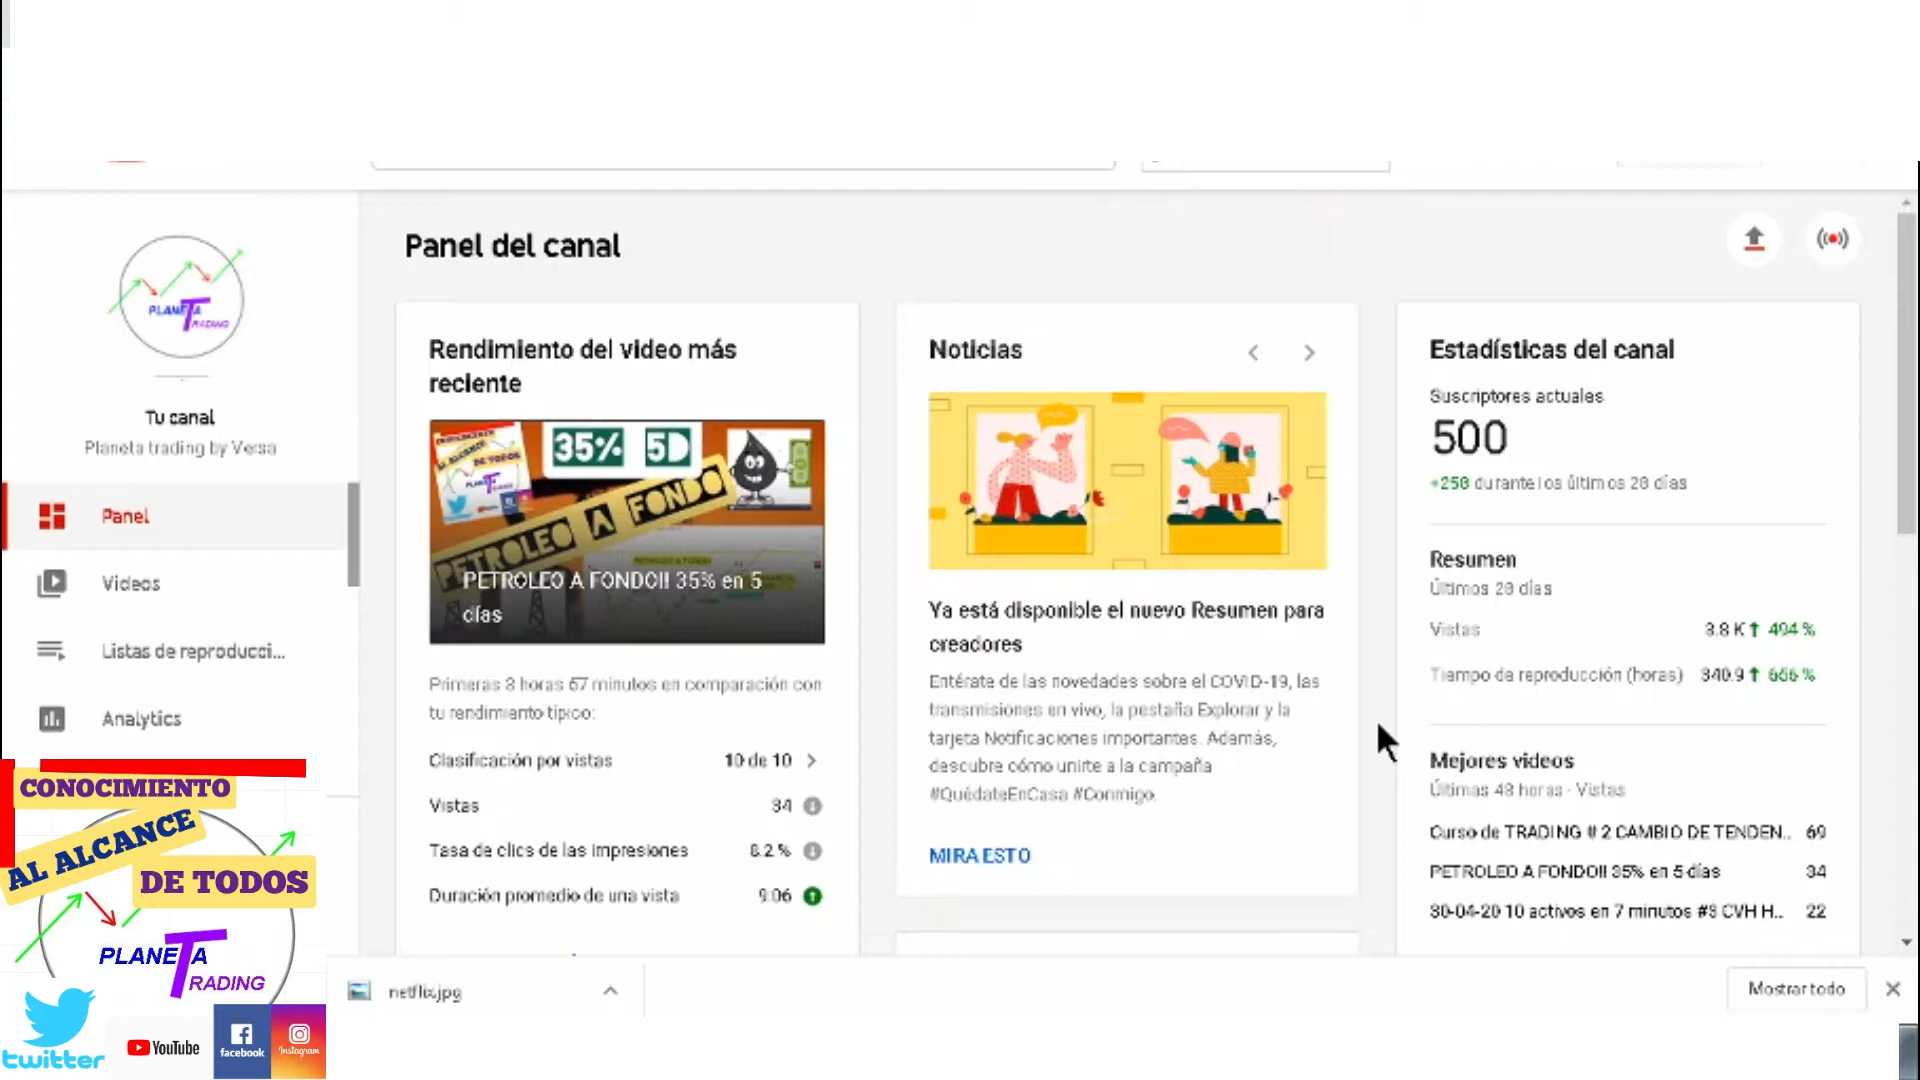 Panel del canal
PLANETA
TRADING
Tu canal
Planeta trading by Versa
Panel
Videos
Listas de reproducci...
Analytics
Rendimiento del video más
reciente
AL ALCANCE
DE TODOS
35% 5D
PETROLEO A FONDO
PETROLEO A FONDO!! 35% en 5
días
Primeras 3 horas 57 minutos en comparación con
tu rendimiento típico:
Clasificación por vistas 10 de 10
Vistas 34
Tasa de clics de las impresiones 8.2 %
Duración promedio de una vista 9:06
Noticias
Ya está disponible el nuevo Resumen para
creadores
Entérate de las novedades sobre el COVID-19, las
transmisiones en vivo, la pestaña Explorar y la
tarjeta Notificaciones importantes. Además,
descubre cómo unirte a la campaña
#QuédateEnCasa #Conmigo.
MIRA ESTO
Estadísticas del canal
Suscriptores actuales
500
+258 durante los últimos 28 días
Resumen
Últimos 28 días
Vistas 3.8 K 494 %
Tiempo de reproducción (horas) 340.9 %
Mejores videos
Últimas 48 horas · Vistas
Curso de TRADING # 2 CAMBIO DE TENDEN... 69
PETROLEO A FONDO!! 35% en 5 días 34
30-04-20 10 activos en 7 minutos #3 CVH H... 22
CONOCIMIENTO
AL ALCANCE
DE TODOS
PLANETA
TRADING
twitter
YouTube
facebook
Instagram
netflix.jpg
Mostrar todo